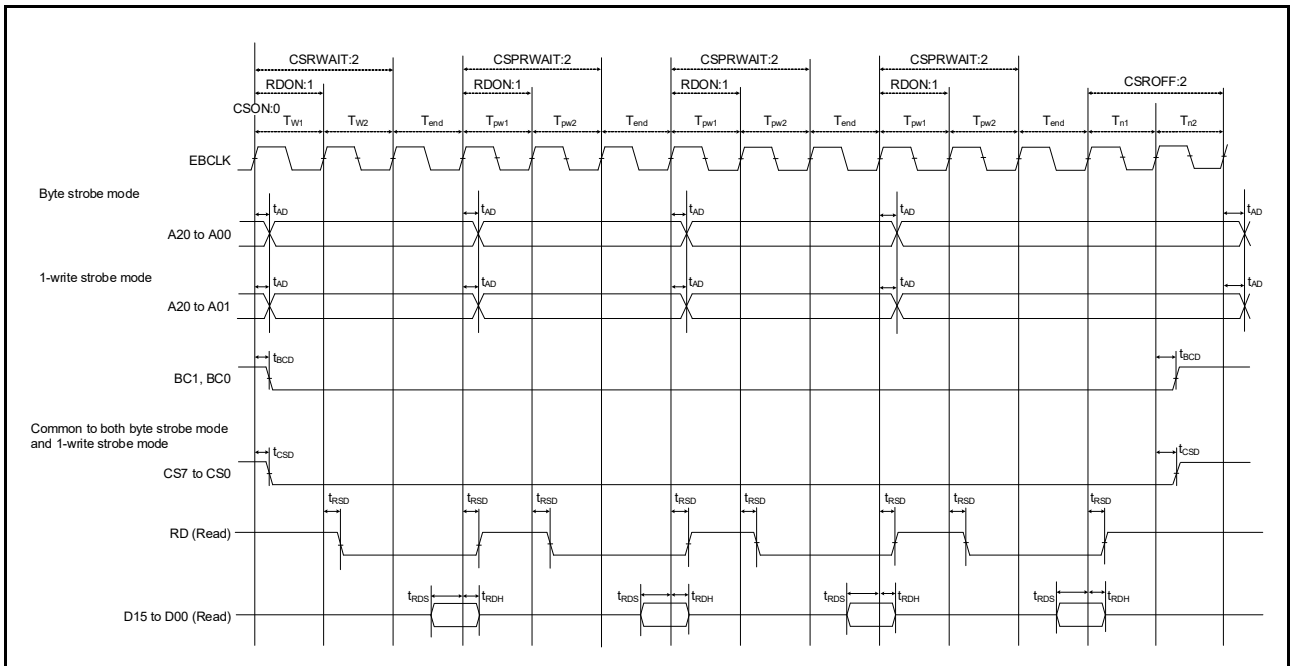 CSRWAIT:2 CSPRWAIT:2 CSPRWAIT:2 CSPRWAIT:2
RDON:1 RDON:1 RDON:1 RDON:1 CSROFF:2
CSON:0
TW1 TW2 Tend Tpw1 Tpw2 Tend Tpw1 Tpw2 Tend Tpw1 Tpw2 Tend Tn1 Tn2
EBCLK
Byte strobe mode
tAD tAD tAD tAD tAD
A20 to A00
1-write strobe mode
tAD tAD tAD tAD tAD
A20 to A01
tBCD tBCD
BC1, BC0
Common to both byte strobe mode
and 1-write strobe mode
tCSD tCSD
CS7 to CS0
tRSD tRSD tRSD tRSD tRSD tRSD tRSD tRSD
RD (Read)
tRDS tRDH tRDS tRDH tRDS tRDH tRDS tRDH
D15 to D00 (Read)